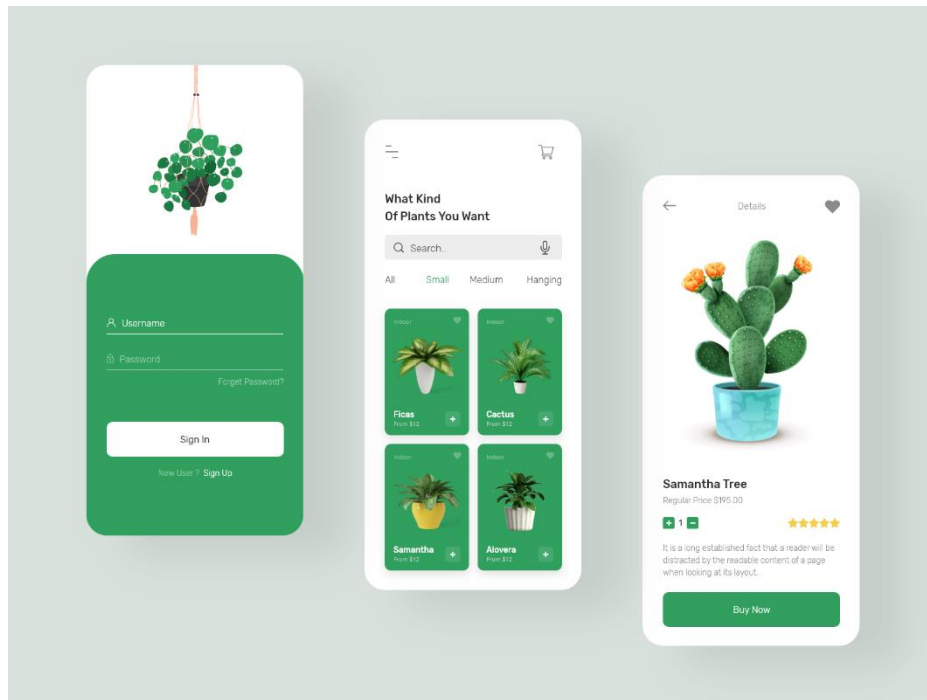 Username
Password
Forget Password?
Sign In
New User ? Sign Up
What Kind
Of Plants You Want
Search..
All Small Medium Hanging
Indoor
Ficas
From $12
Indoor
Cactus
From $12
Indoor
Samantha
From $12
Indoor
Alovera
From $12
Details
Samantha Tree
Regular Price $195.00
1
It is a long established fact that a reader will be
distracted by the readable content of a page
when looking at its layout.
Buy Now